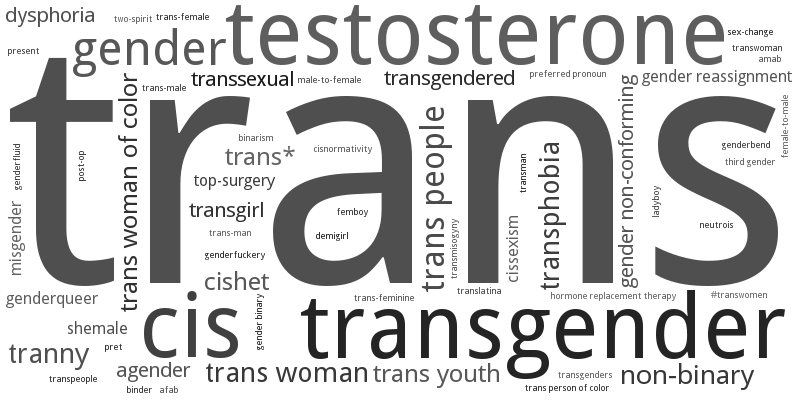 dysphoria
two-spirit
trans-female
testosterone
sex-change
transwoman
amab
present
gender
transsexual
male-to-female
transgendered
preferred pronoun
gender reassignment
trans-male
trans
trans woman of color
genderfluid
post-op
misgender
binarism
trans*
cisnormativity
top-surgery
transgirl
femboy
trans-man
demigirl
genderfuckery
cishet
trans people
transmisogyny
cissexism
transman
transphobia
gender non-conforming
ladyboy
genderbend
third gender
female-to-male
neutrois
genderqueer
translatina
trans-feminine
hormone replacement therapy
#transwomen
shemale
cis
gender binary
transgender
tranny
pret
transpeople
agender
binder
afab
trans woman
trans youth
transgenders
trans person of color
non-binary